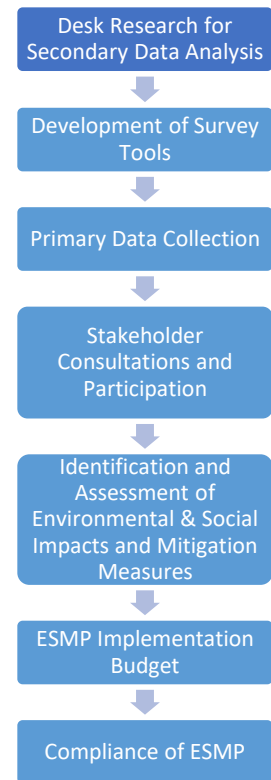 Desk Research for
Secondary Data Analysis
Development of Survey
Tools
Primary Data Collection
Stakeholder
Consultations and
Participation
Identification and
Assessment of
Environmental & Social
Impacts and Mitigation
Measures
ESMP Implementation
Budget
Compliance of ESMP